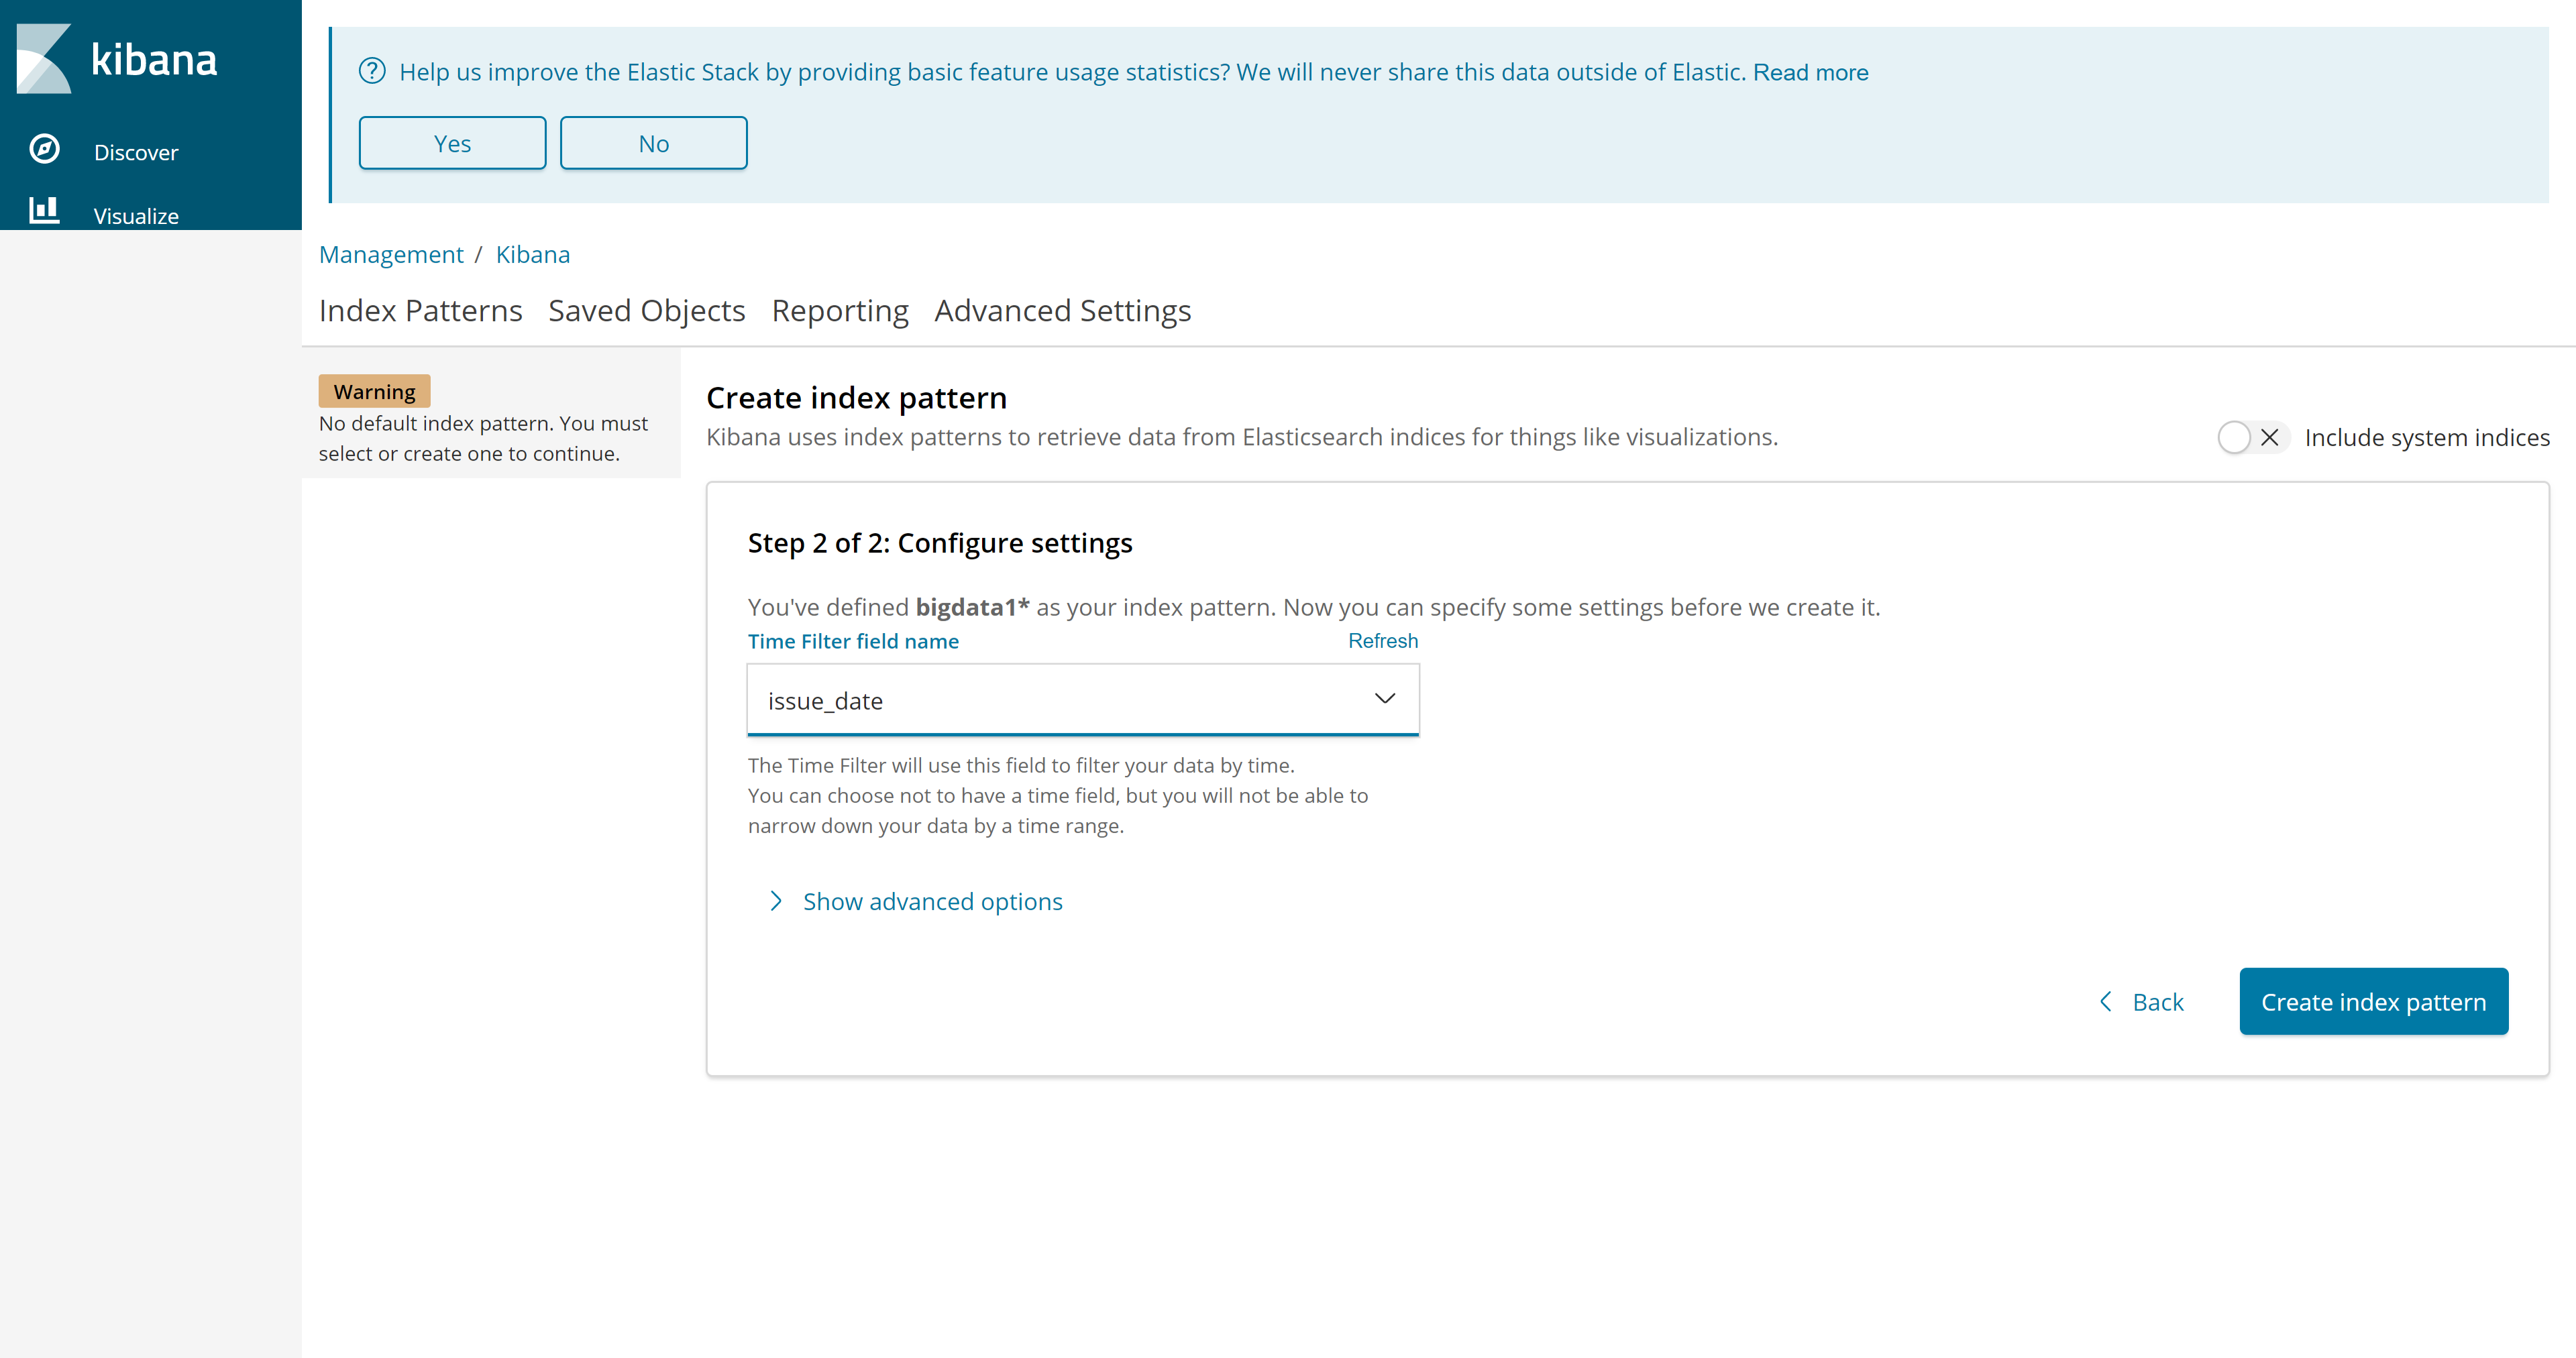 kibana
Discover
Visualize
Help us improve the Elastic Stack by providing basic feature usage statistics? We will never share this data outside of Elastic. Read more
Yes No
Management / Kibana
Index Patterns Saved Objects Reporting Advanced Settings
Warning
No default index pattern. You must
select or create one to continue.
Create index pattern
Kibana uses index patterns to retrieve data from Elasticsearch indices for things like visualizations.
Include system indices
Step 2 of 2: Configure settings
You've defined bigdata1* as your index pattern. Now you can specify some settings before we create it.
Time Filter field name Refresh
issue_date
The Time Filter will use this field to filter your data by time.
You can choose not to have a time field, but you will not be able to
narrow down your data by a time range.
Show advanced options
Back Create index pattern